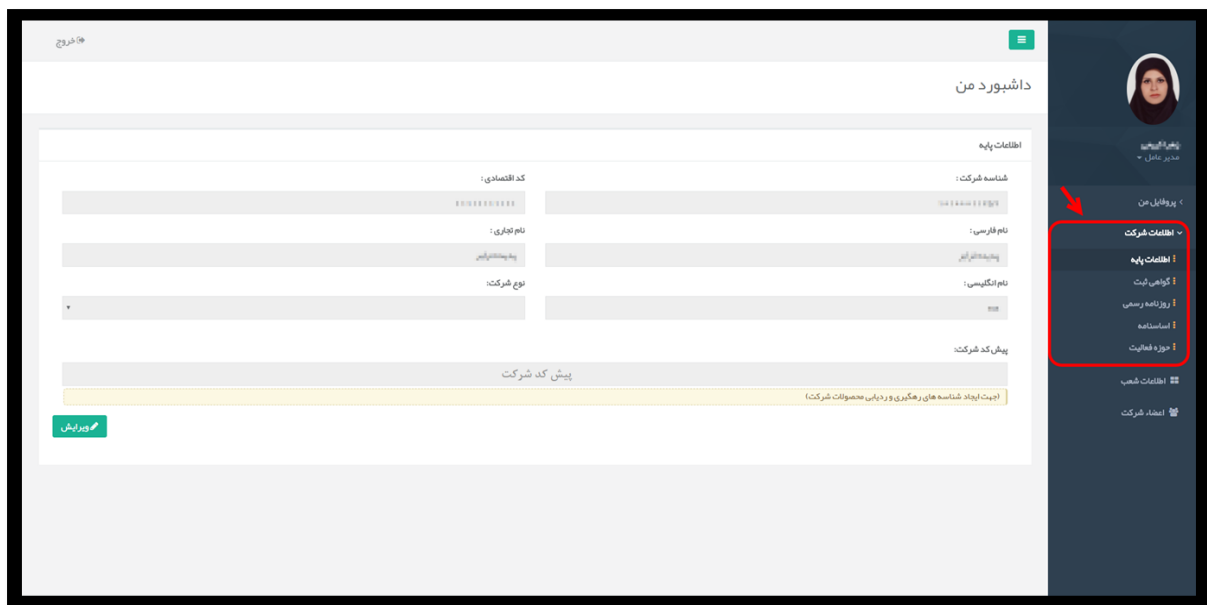 خروج
داشبورد من
مدیر عامل
پروفایل من
اطلاعات شرکت
اطلاعات پایه
گواهی ثبت
روزنامه رسمی
اساسنامه
حوزه فعالیت
اطلاعات شعب
اعضاء شرکت
اطلاعات پایه
شناسه شرکت :
کد اقتصادی :
نام فارسی :
نام تجاری :
نام انگلیسی :
نوع شرکت:
پیش کد شرکت:
پیش کد شرکت
(جهت ایجاد شناسه های رهگیری و ردیابی محصولات شرکت)
ویرایش